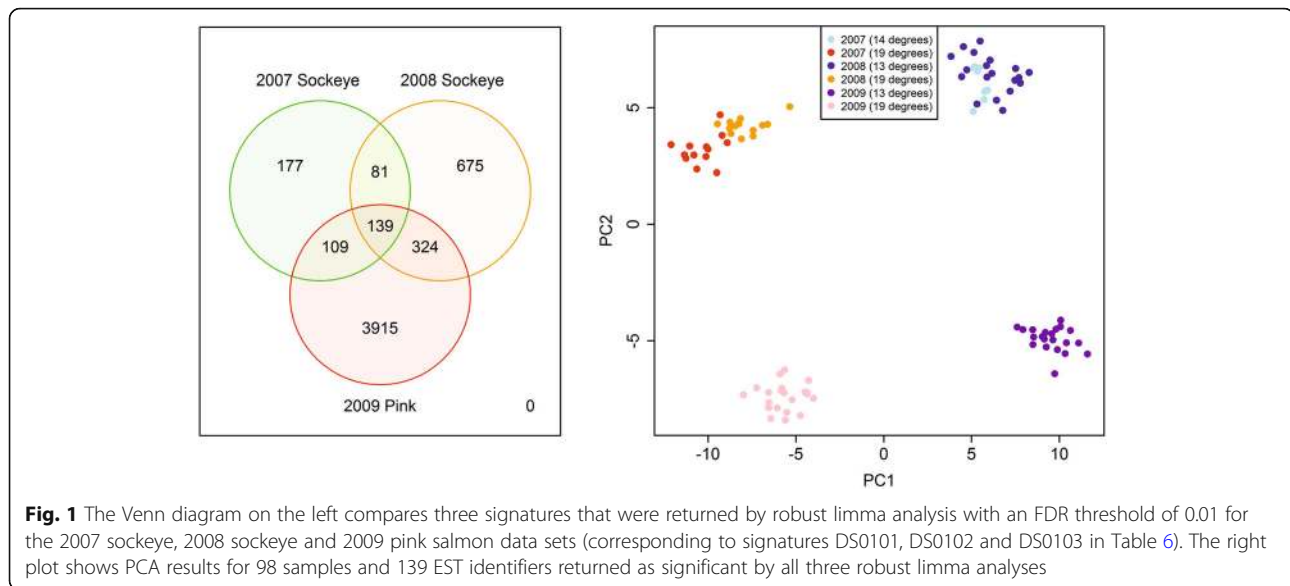 2007 Sockeye
2008 Sockeye
177
81
675
139
109
324
3915
2009 Pink
0
2007 (14 degrees)
2007 (19 degrees)
2008 (13 degrees)
2008 (19 degrees)
2009 (13 degrees)
2009 (19 degrees)
5
0
-5
PC2
-10
-5
0
5
10
PC1
Fig. 1 The Venn diagram on the left compares three signatures that were returned by robust limma analysis with an FDR threshold of 0.01 for
the 2007 sockeye, 2008 sockeye and 2009 pink salmon data sets (corresponding to signatures DS0101, DS0102 and DS0103 in Table 6). The right
plot shows PCA results for 98 samples and 139 EST identifiers returned as significant by all three robust limma analyses